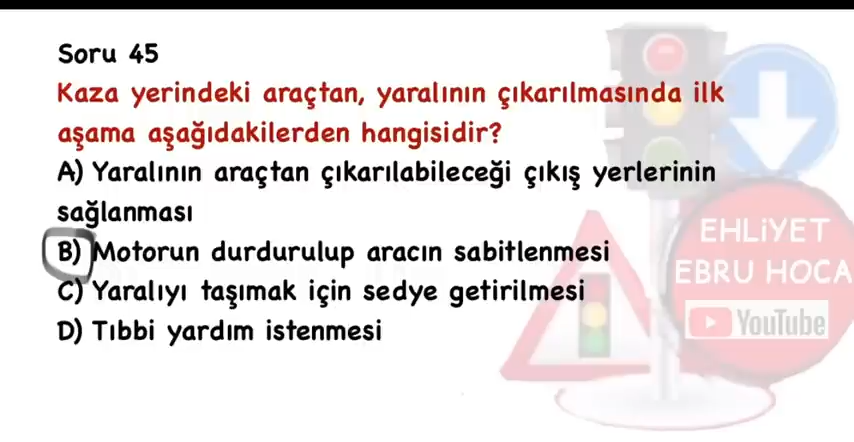 Soru 45
Kaza yerindeki araçtan, yaralının çıkarılmasında ilk
aşama aşağıdakilerden hangisidir?
A) Yaralının araçtan çıkarılabileceği çıkış yerlerinin
sağlanması
B) Motorun durdurulup aracın sabitlenmesi
C) Yaralıyı taşımak için sedye getirilmesi
D) Tıbbi yardım istenmesi
EHLİYET
EBRU HOCA
YouTube